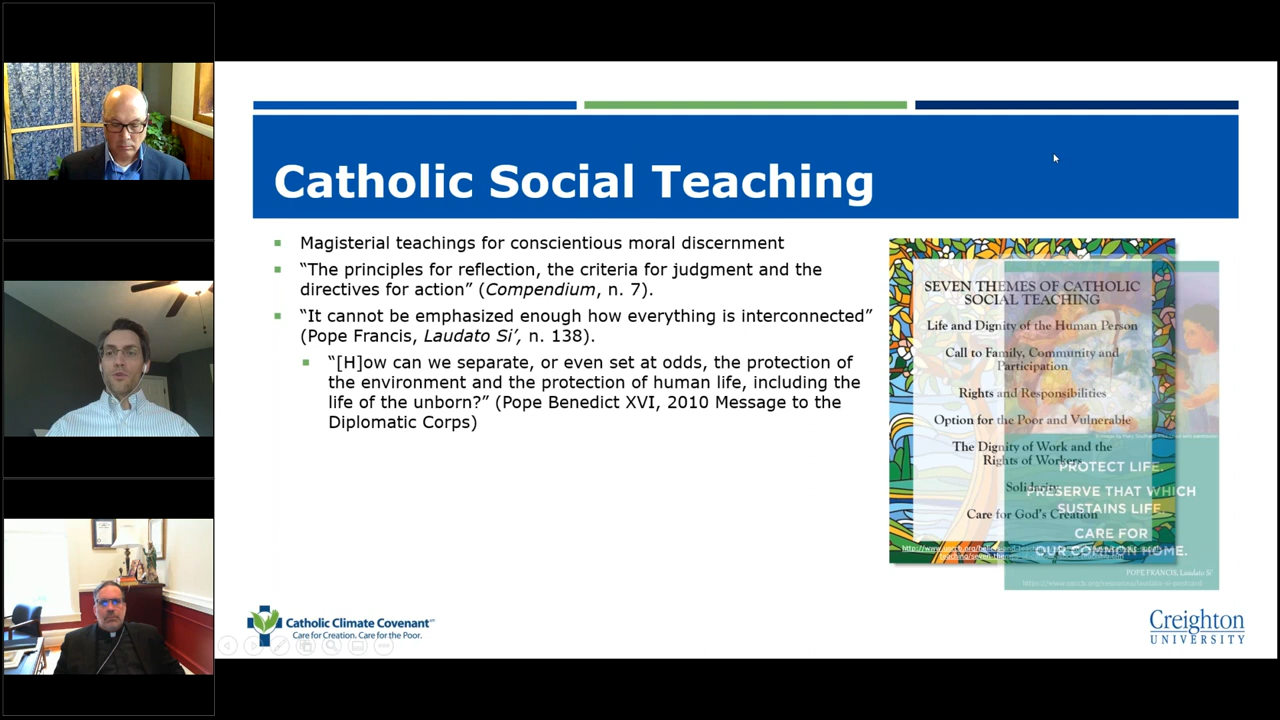 Catholic Social Teaching
Magisterial teachings for conscientious moral discernment
“The principles for reflection, the criteria for judgment and the
directives for action” (Compendium, n. 7).
“It cannot be emphasized enough how everything is interconnected”
(Pope Francis, Laudato Si’, n. 138).
“[H]ow can we separate, or even set at odds, the protection of
the environment and the protection of human life, including the
life of the unborn?” (Pope Benedict XVI, 2010 Message to the
Diplomatic Corps)
SEVEN THEMES OF CATHOLIC
SOCIAL TEACHING
Life and Dignity of the Human Person
Call to Family, Community and
Participation
Rights and Responsibilities
Option for the Poor and Vulnerable
The Dignity of Work and the
Rights of Workers
Solidarity
Care for God's Creation
PROTECT LIFE.
PRESERVE THAT WHICH
SUSTAINS LIFE.
CARE FOR
OUR COMMON HOME.
POPE FRANCIS, Laudato Si'
Catholic Climate Covenant
Care for Creation. Care for the Poor.
Creighton
UNIVERSITY